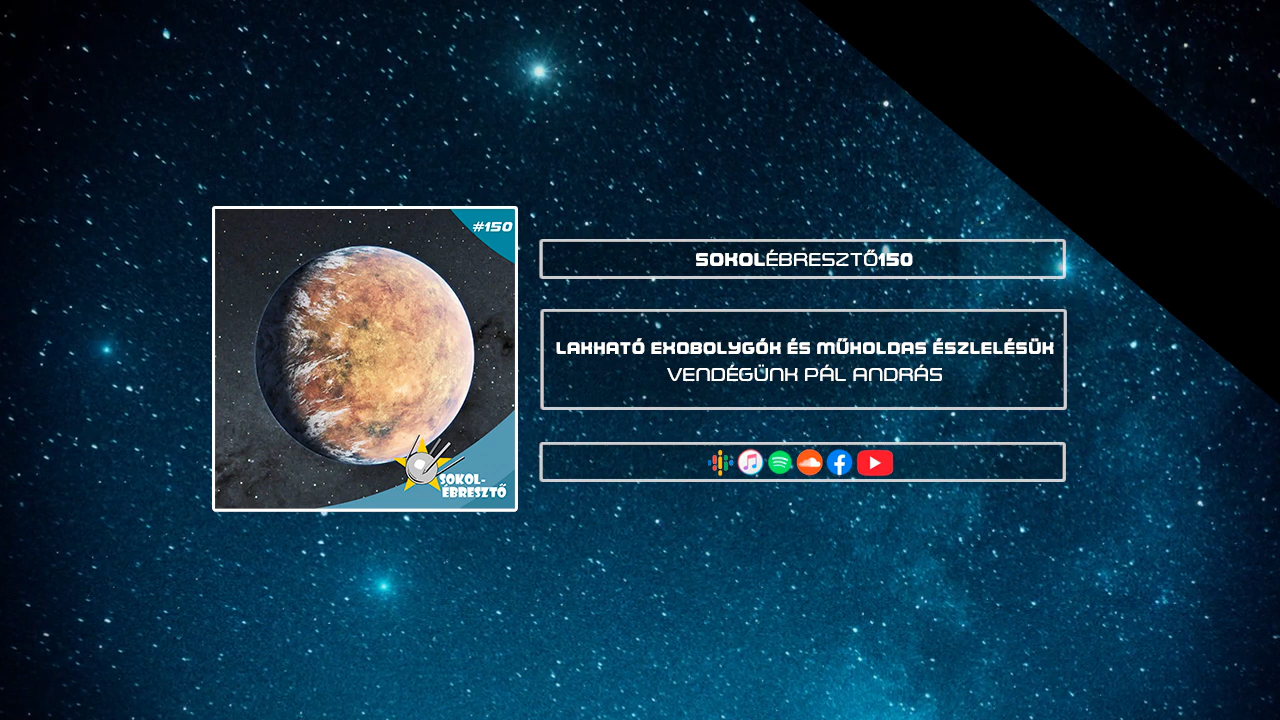 #150
SOKOL-
ÉBRESZTŐ
SOKOLÉBRESZTŐ150
LAKHATÓ EXOBOLYGÓK ÉS MŰHOLDAS ÉSZLELÉSÜK
VENDÉGÜNK PÁL ANDRÁS